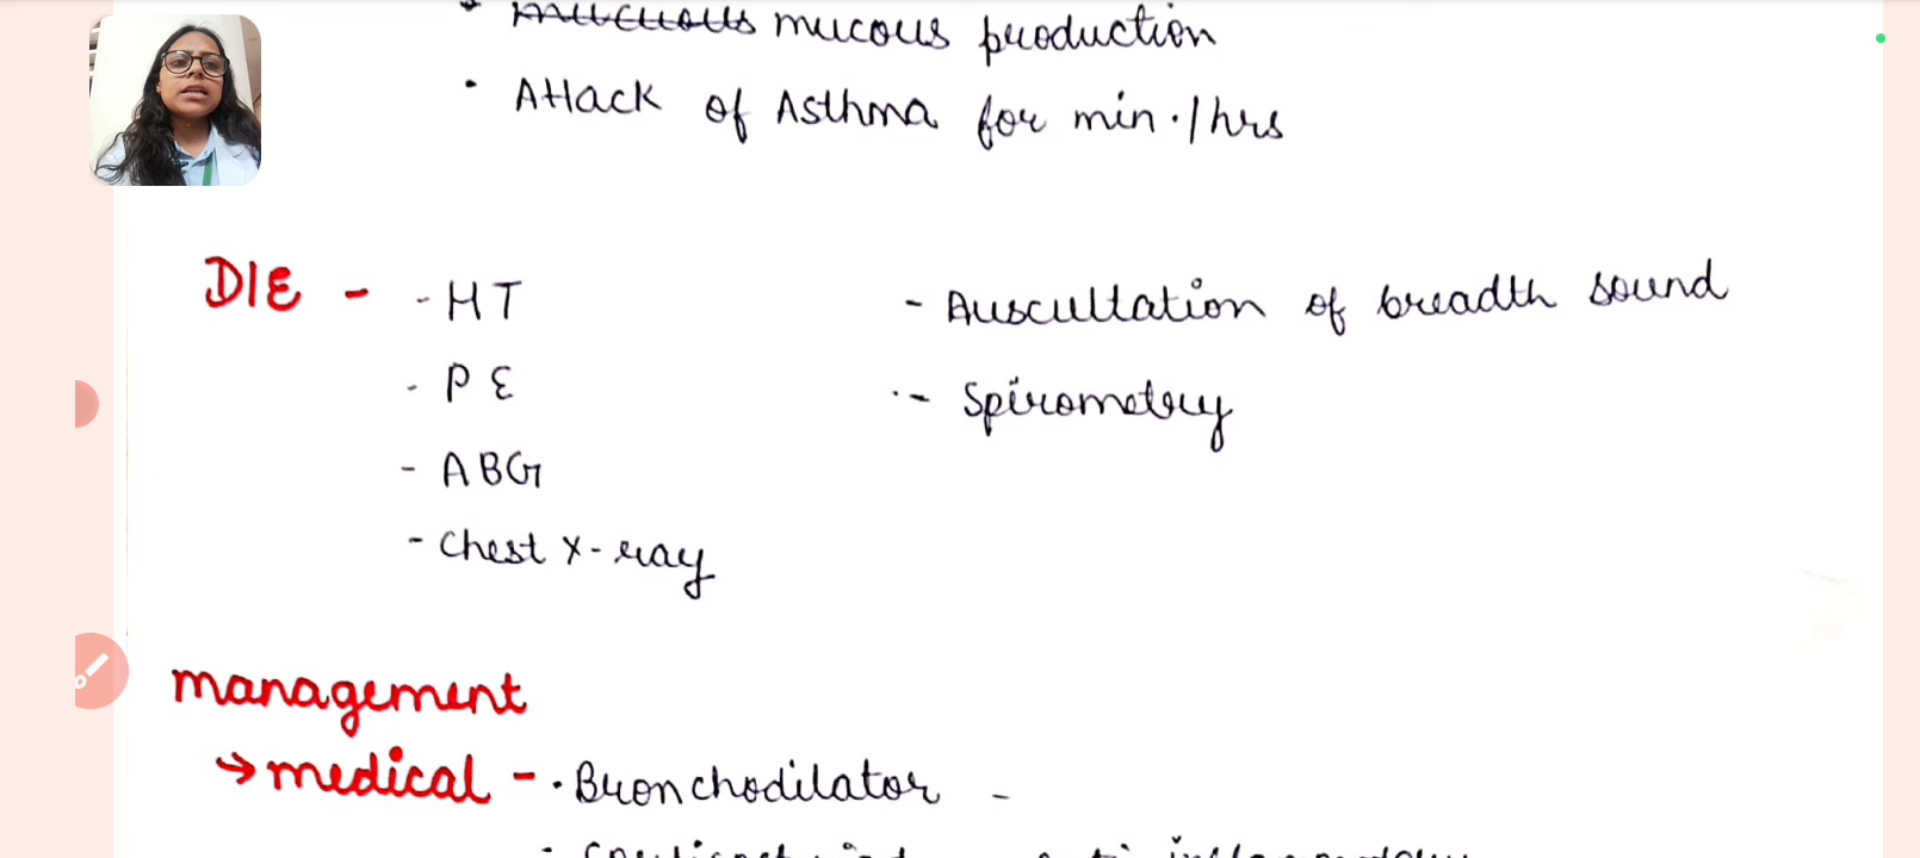 mucous production
• Attack of Asthma for min./hrs
D/E - - HT
- PE
- ABG
- Chest X-ray
- Auscultation of breadth sound
- Spirometry
management
→ medical - • Bronchodilator -